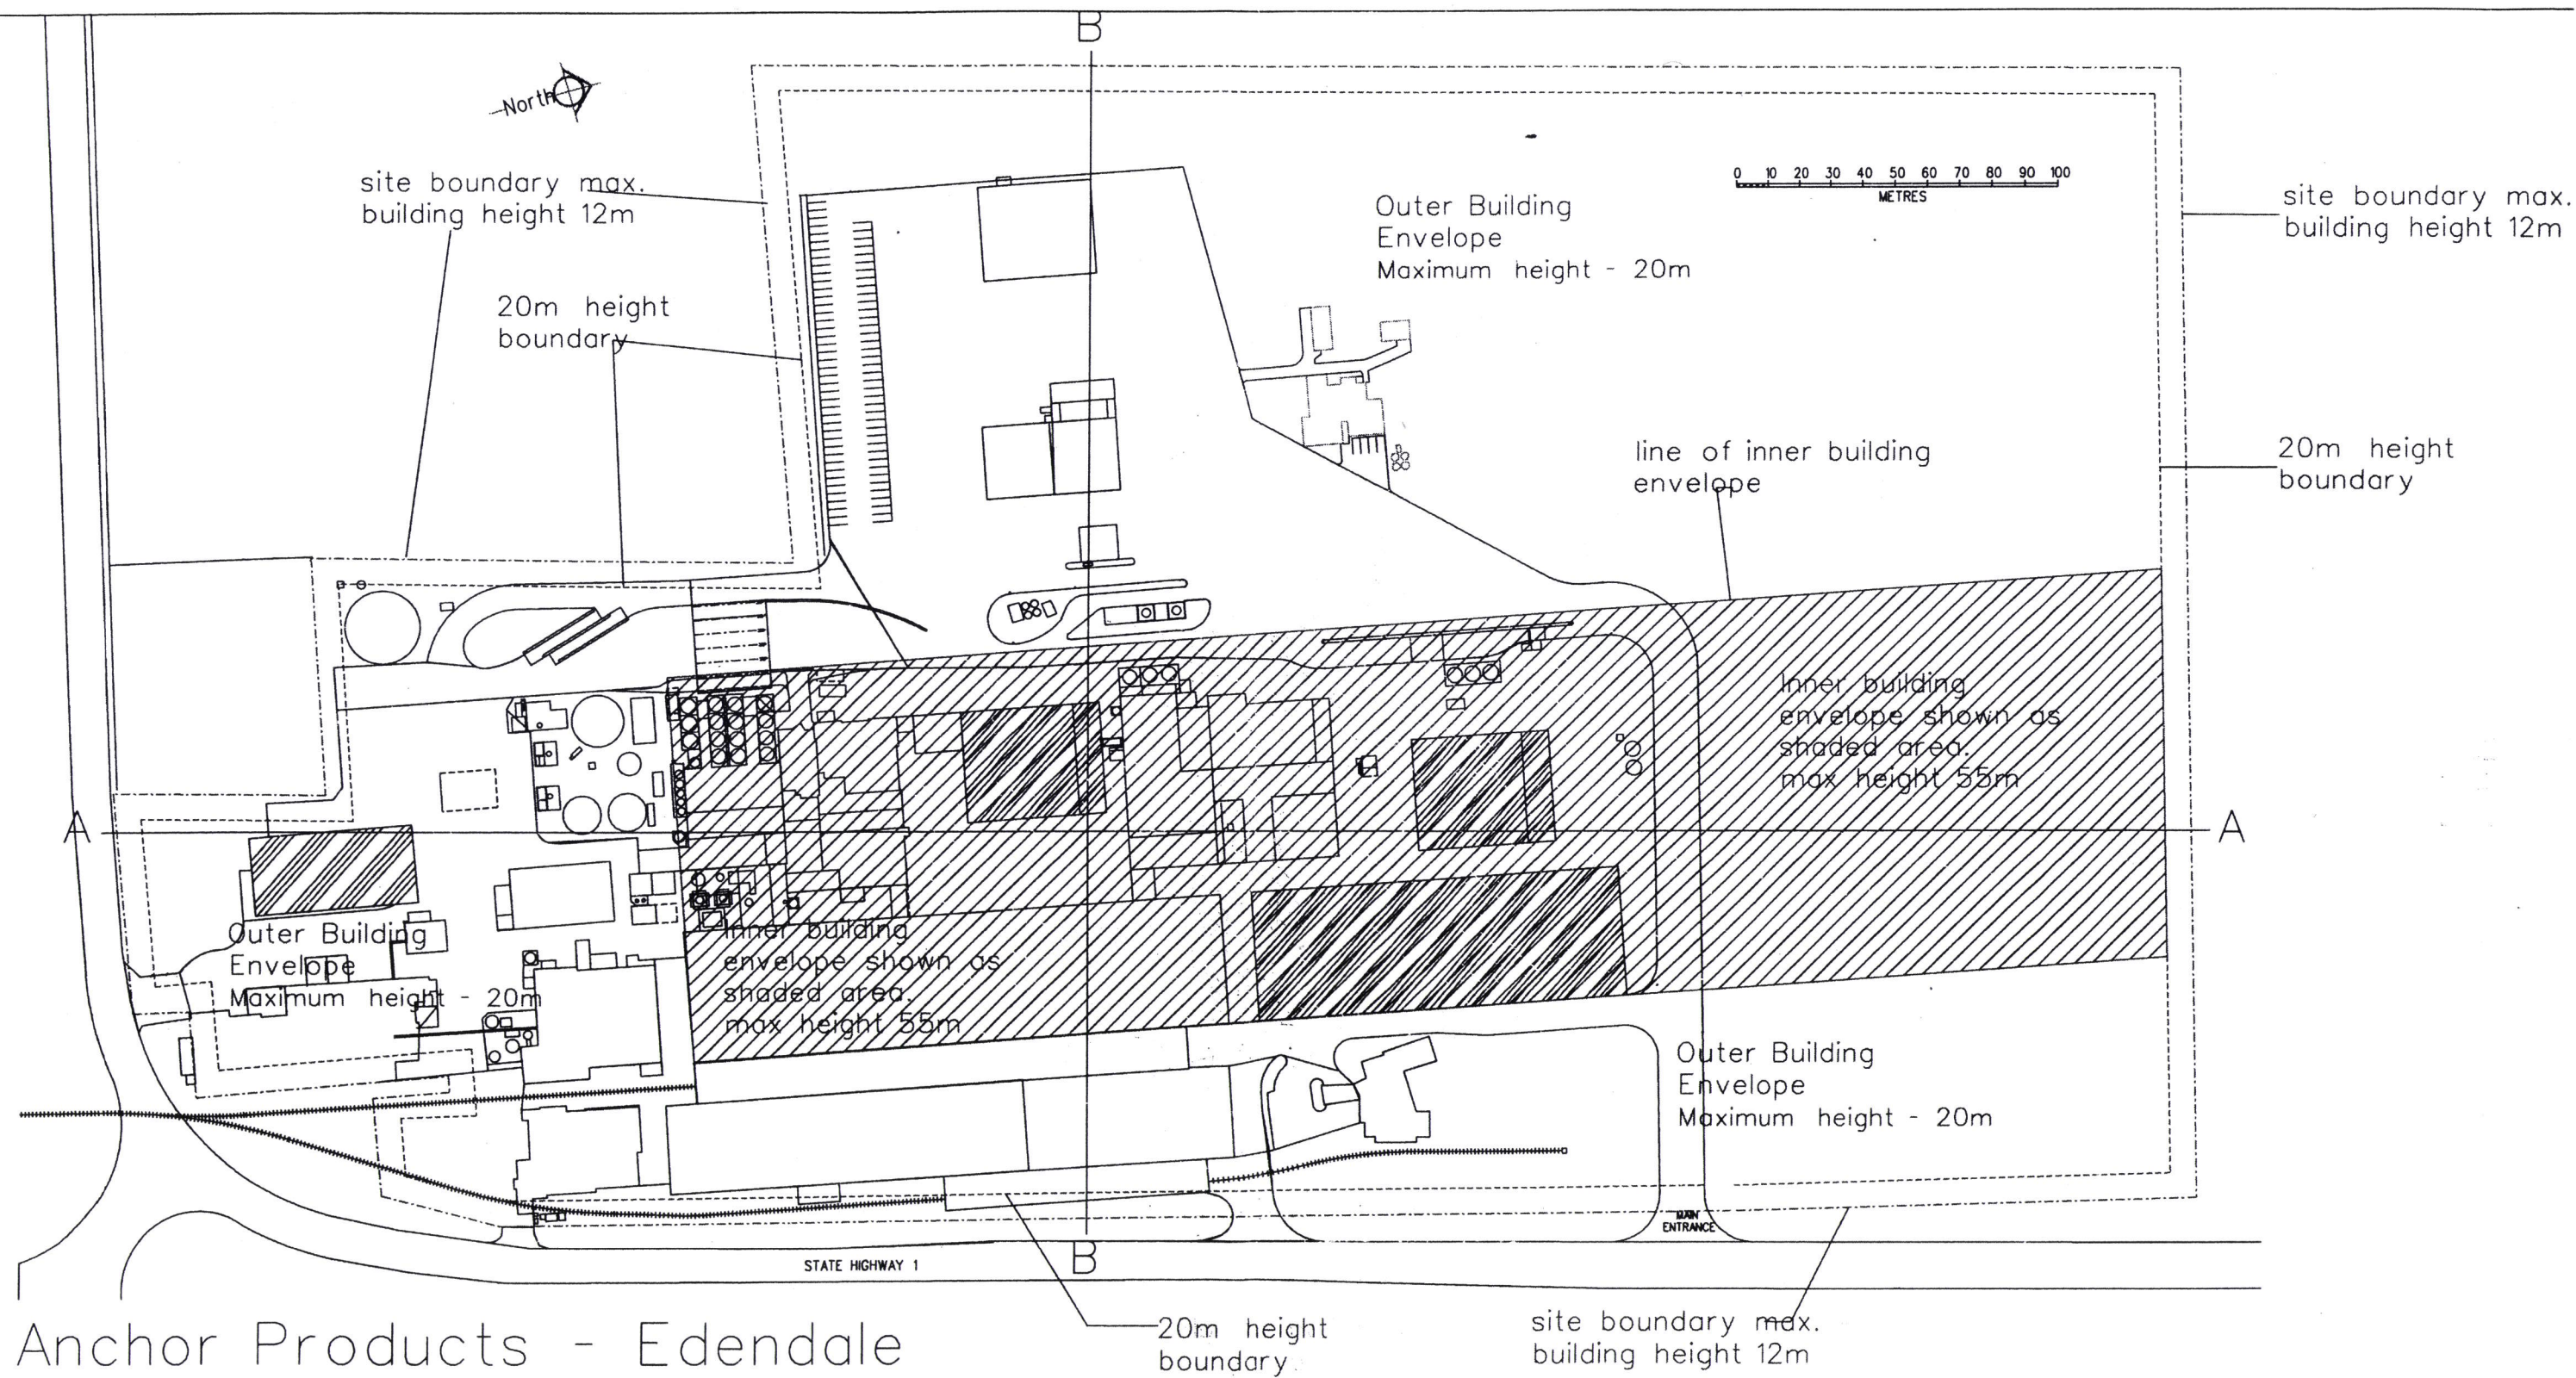 B
North
site boundary max.
building height 12m
20m height
boundary
Outer Building
Envelope
Maximum height - 20m
0 10 20 30 40 50 60 70 80 90 100
METRES
site boundary max.
building height 12m
line of inner building
envelope
20m height
boundary
Inner building
envelope shown as
shaded area.
max height 55m
A
A
Outer Building
Envelope
Maximum height - 20m
Inner building
envelope shown as
shaded area.
max height 55m
Outer Building
Envelope
Maximum height - 20m
MAIN
ENTRANCE
B
STATE HIGHWAY 1
20m height
boundary
site boundary max.
building height 12m
Anchor Products - Edendale